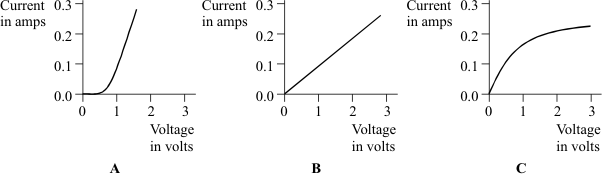 Current
in amps
0.3
0.2
0.1
0.0
0 1 2 3
Voltage
in volts
A
Current
in amps
0.3
0.2
0.1
0.0
0 1 2 3
Voltage
in volts
B
Current
in amps
0.3
0.2
0.1
0.0
0 1 2 3
Voltage
in volts
C